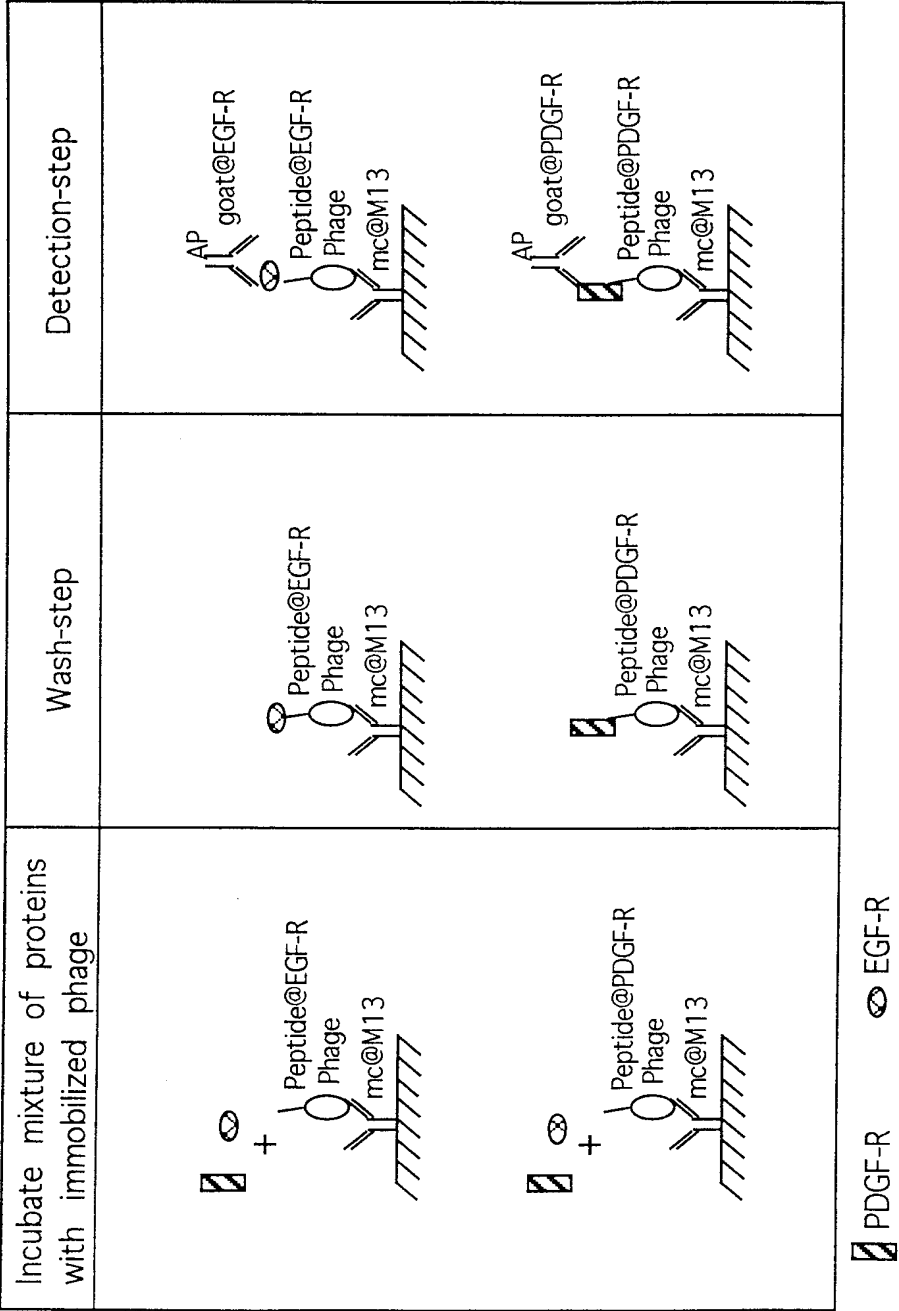 Incubate mixture of proteins
with immobilized phage
Wash-step
Detection-step
Peptide@EGF-R
Phage
mc@M13
Peptide@EGF-R
Phage
mc@M13
AP
goat@EGF-R
Peptide@EGF-R
Phage
mc@M13
Peptide@PDGF-R
Phage
mc@M13
Peptide@PDGF-R
Phage
mc@M13
AP
goat@PDGF-R
Peptide@PDGF-R
Phage
mc@M13
PDGF-R
EGF-R